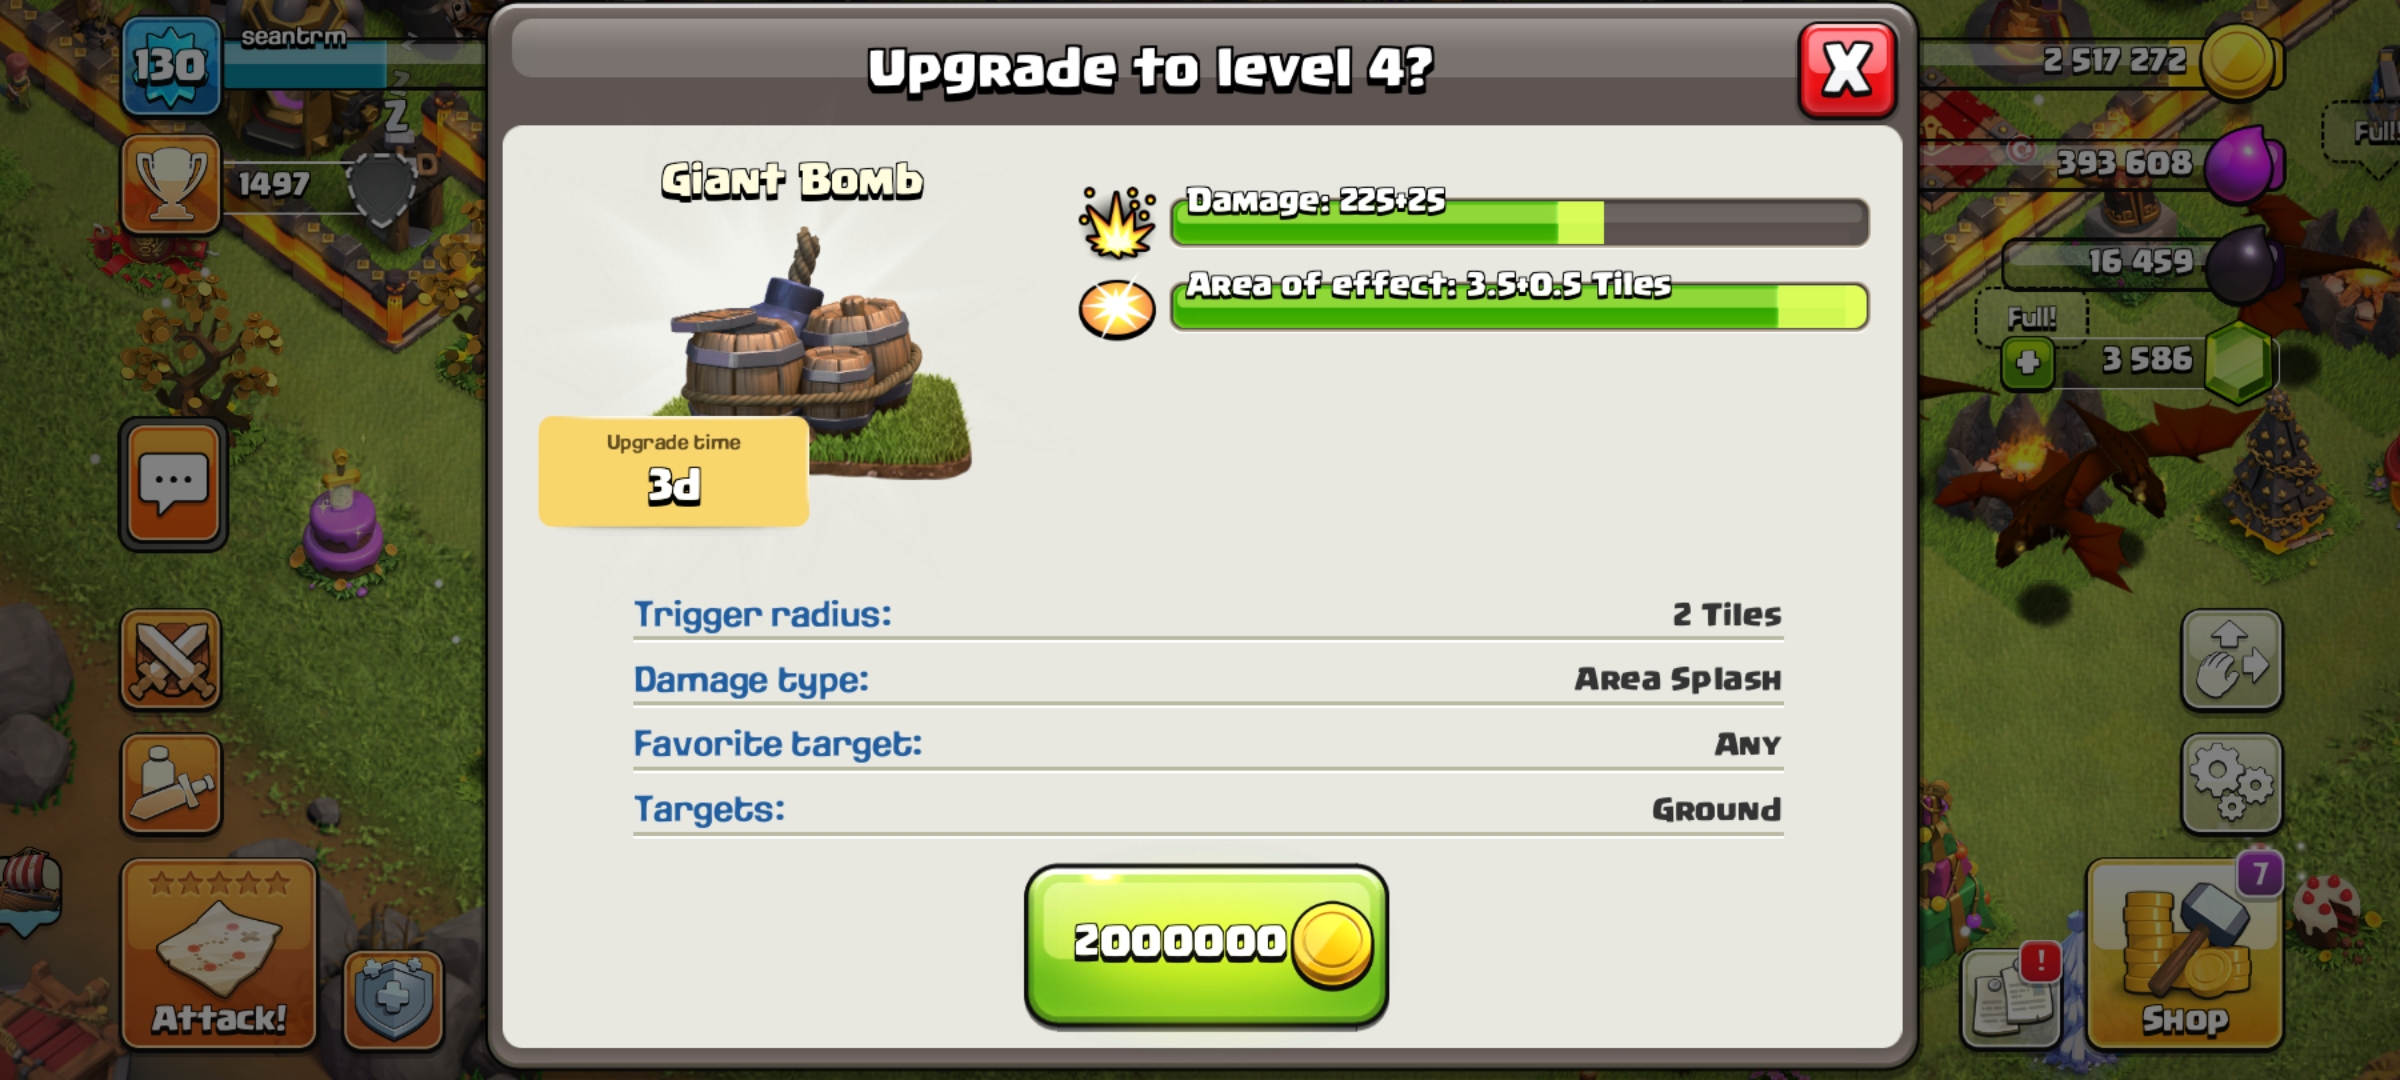 130
seantrm
1497
Upgrade to level 4?
X
2 517 272
Full!
393 608
16 459
Full!
3 586
Giant Bomb
Damage: 225+25
Area of effect: 3.5+0.5 Tiles
Upgrade time
3d
Trigger radius: 2 Tiles
Damage type: Area Splash
Favorite target: Any
Targets: Ground
2000000
Attack!
7
!
Shop